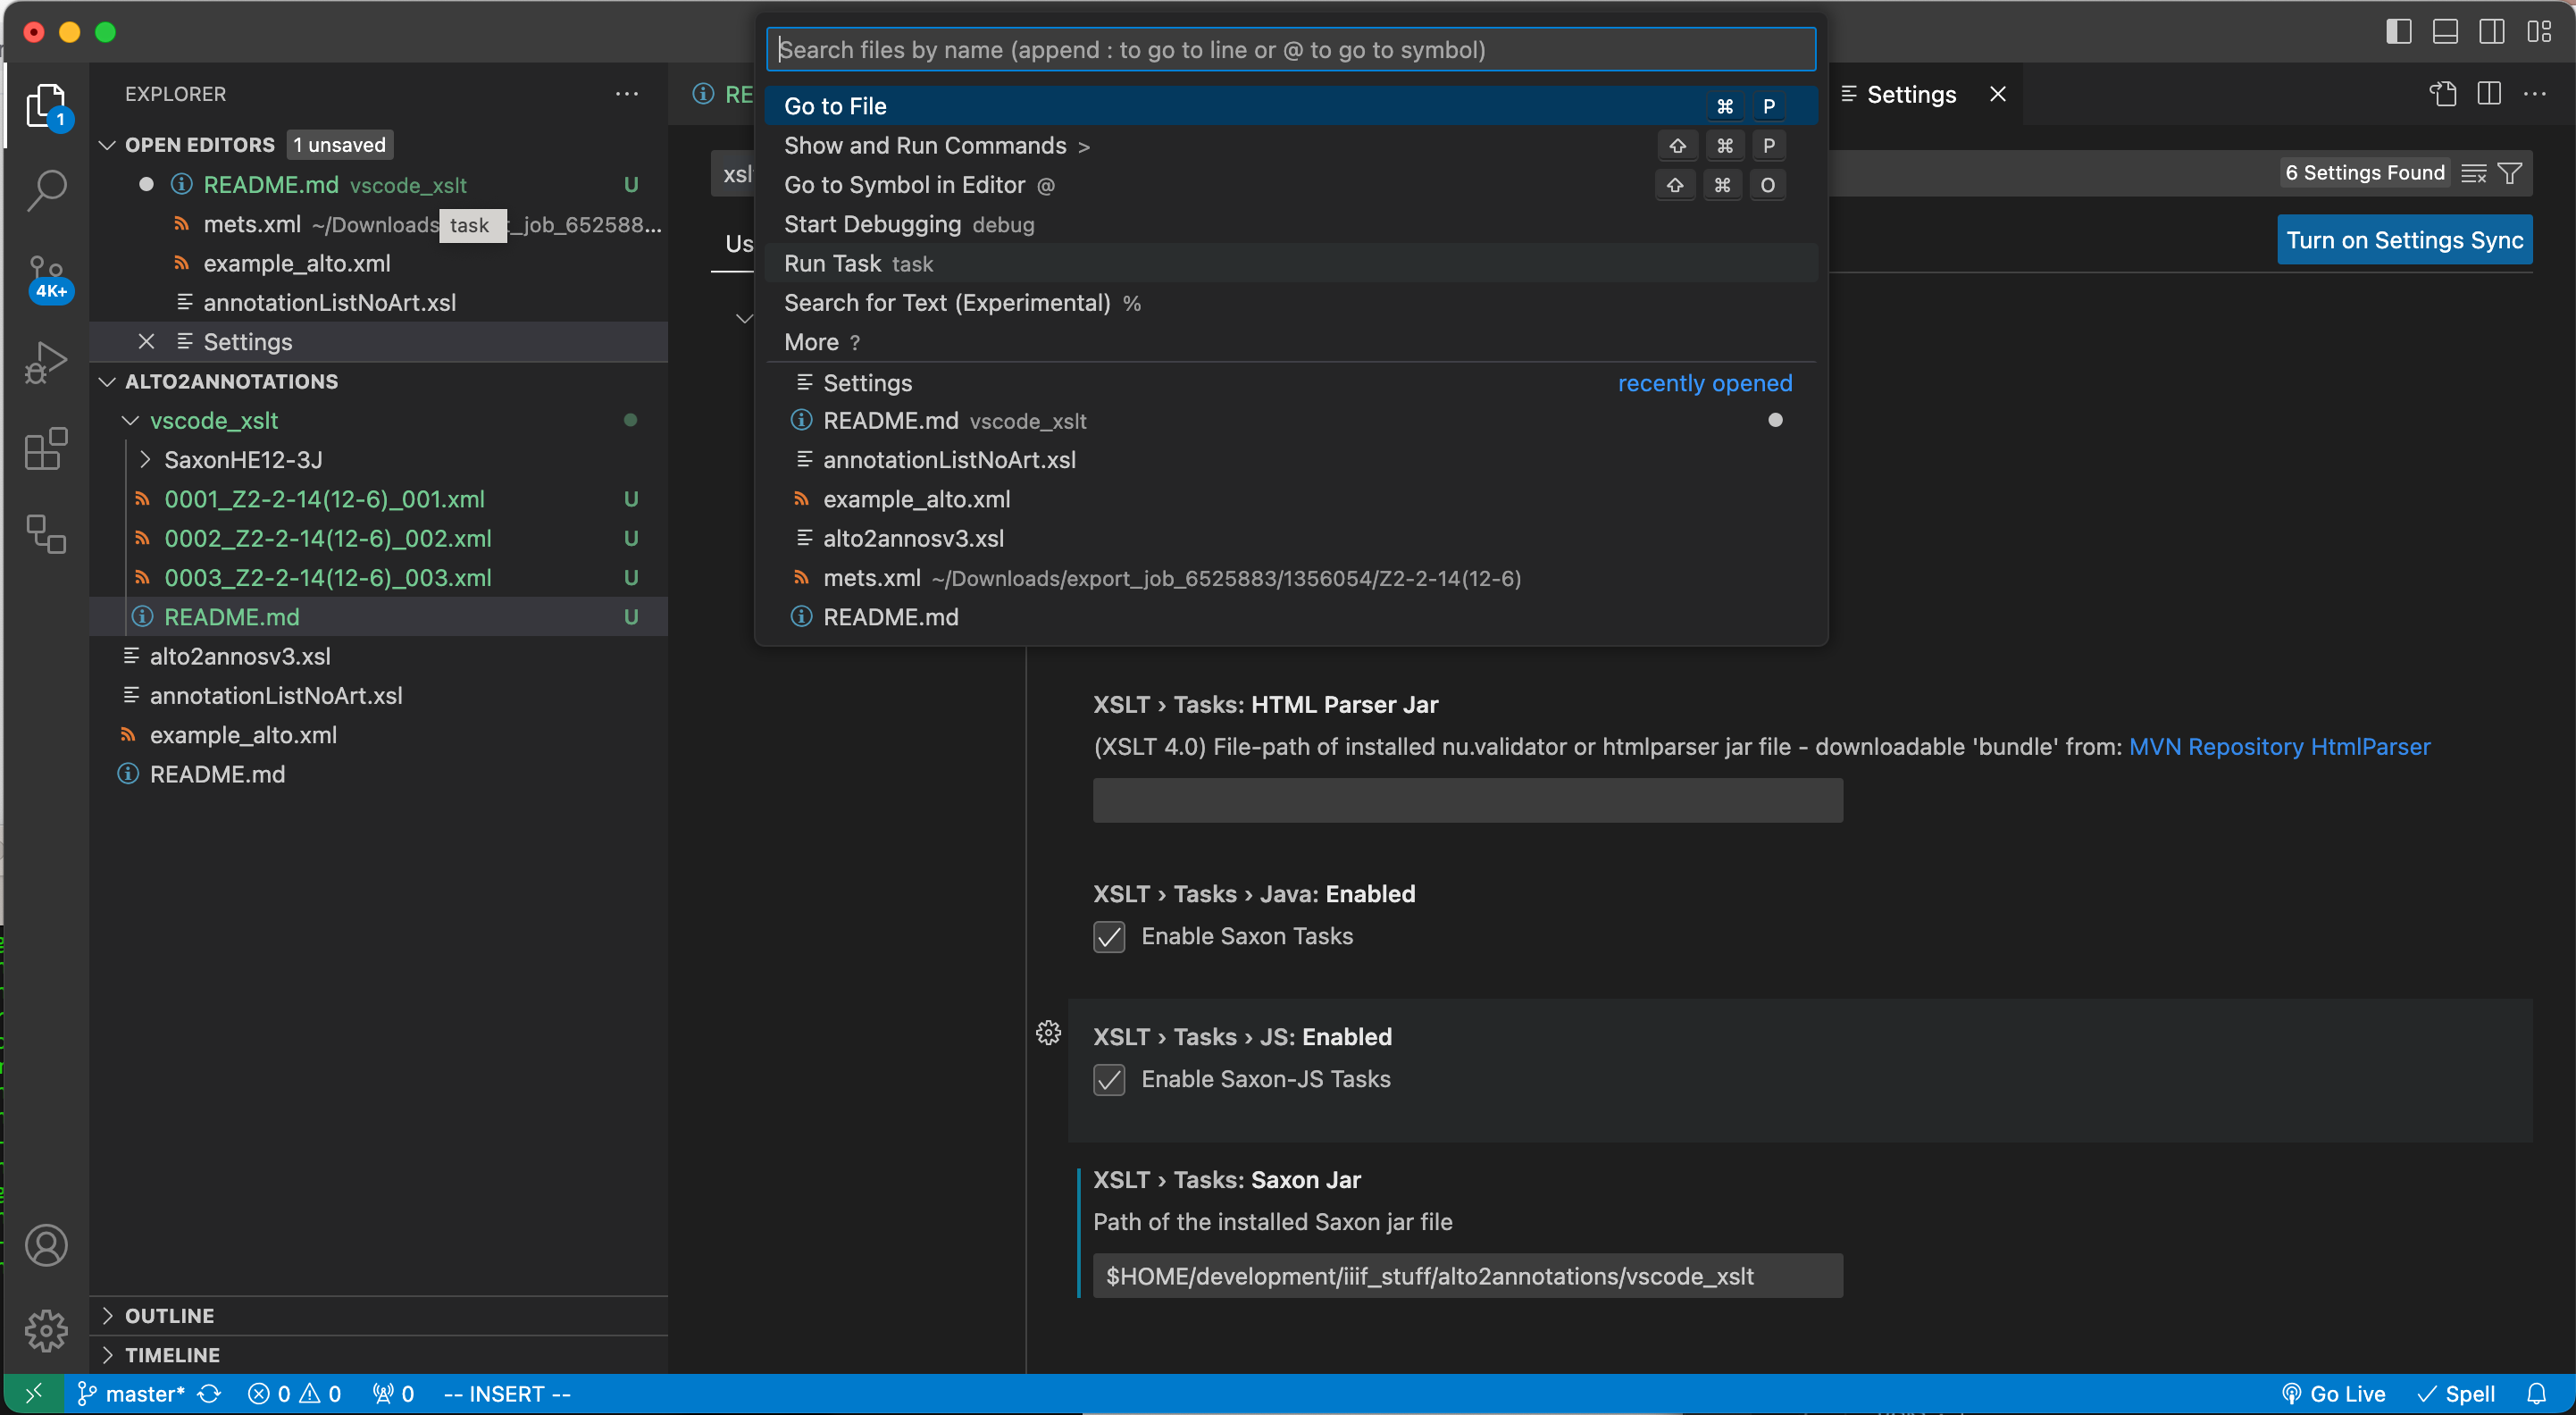 Search files by name (append : to go to line or @ to go to symbol)
Go to File ⌘ P
Show and Run Commands > ⇧ ⌘ P
Go to Symbol in Editor @ ⇧ ⌘ O
Start Debugging debug
Run Task task
Search for Text (Experimental) %
More ?
Settings recently opened
README.md vscode_xslt
annotationListNoArt.xsl
example_alto.xml
alto2annosv3.xsl
mets.xml ~/Downloads/export_job_6525883/1356054/Z2-2-14(12-6)
README.md
1
4K+
EXPLORER
OPEN EDITORS 1 unsaved
README.md vscode_xslt U
mets.xml ~/Downloads task t_job_652588...
example_alto.xml
annotationListNoArt.xsl
Settings
ALTO2ANNOTATIONS
vscode_xslt
SaxonHE12-3J
0001_Z2-2-14(12-6)_001.xml U
0002_Z2-2-14(12-6)_002.xml U
0003_Z2-2-14(12-6)_003.xml U
README.md U
alto2annosv3.xsl
annotationListNoArt.xsl
example_alto.xml
README.md
OUTLINE
TIMELINE
RE
Settings
xsl
6 Settings Found
Us
Turn on Settings Sync
XSLT › Tasks: HTML Parser Jar
(XSLT 4.0) File-path of installed nu.validator or htmlparser jar file - downloadable 'bundle' from: MVN Repository HtmlParser
XSLT › Tasks › Java: Enabled
Enable Saxon Tasks
XSLT › Tasks › JS: Enabled
Enable Saxon-JS Tasks
XSLT › Tasks: Saxon Jar
Path of the installed Saxon jar file
$HOME/development/iiif_stuff/alto2annotations/vscode_xslt
master* 0 0 0 -- INSERT -- Go Live Spell